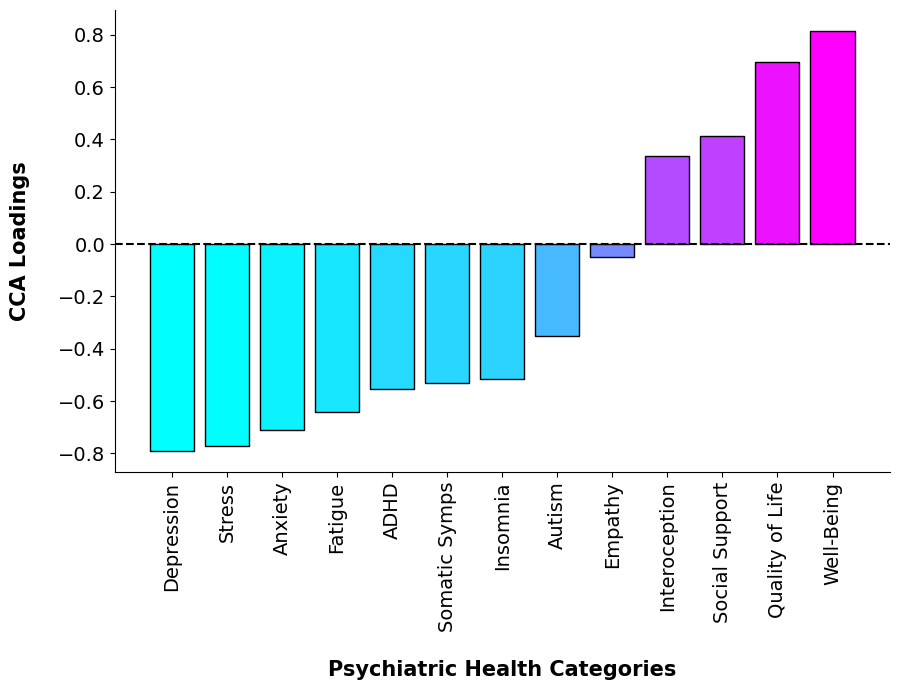 CCA Loadings
0.8
0.6
0.4
0.2
0.0
−0.2
−0.4
−0.6
−0.8
Depression
Stress
Anxiety
Fatigue
ADHD
Somatic Symps
Insomnia
Autism
Empathy
Interoception
Social Support
Quality of Life
Well-Being
Psychiatric Health Categories